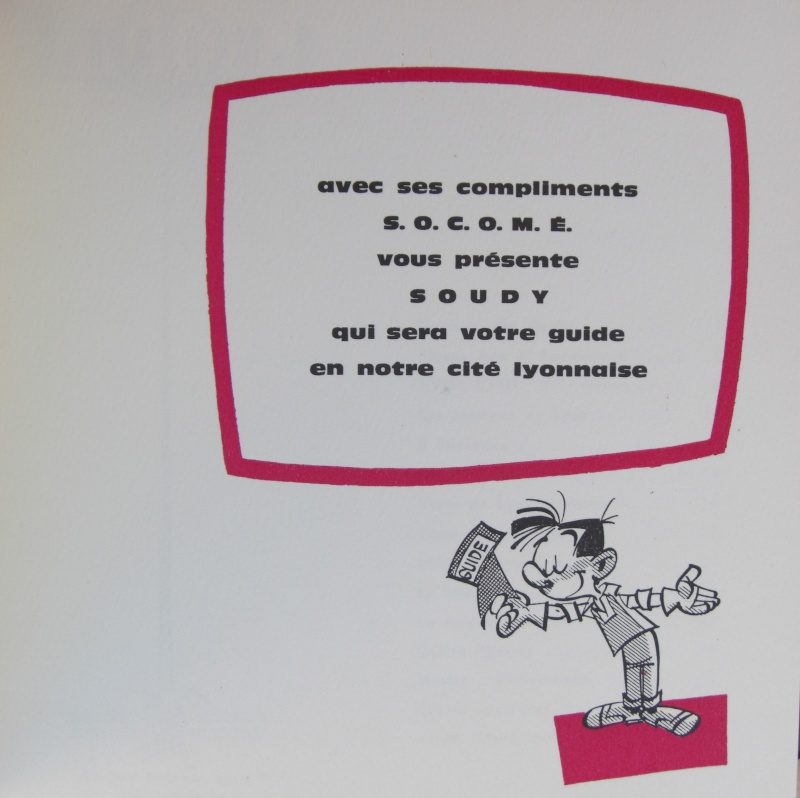 avec ses compliments
S. O. C. O. M. É.
vous présente
S O U D Y
qui sera votre guide
en notre cité lyonnaise
GUIDE